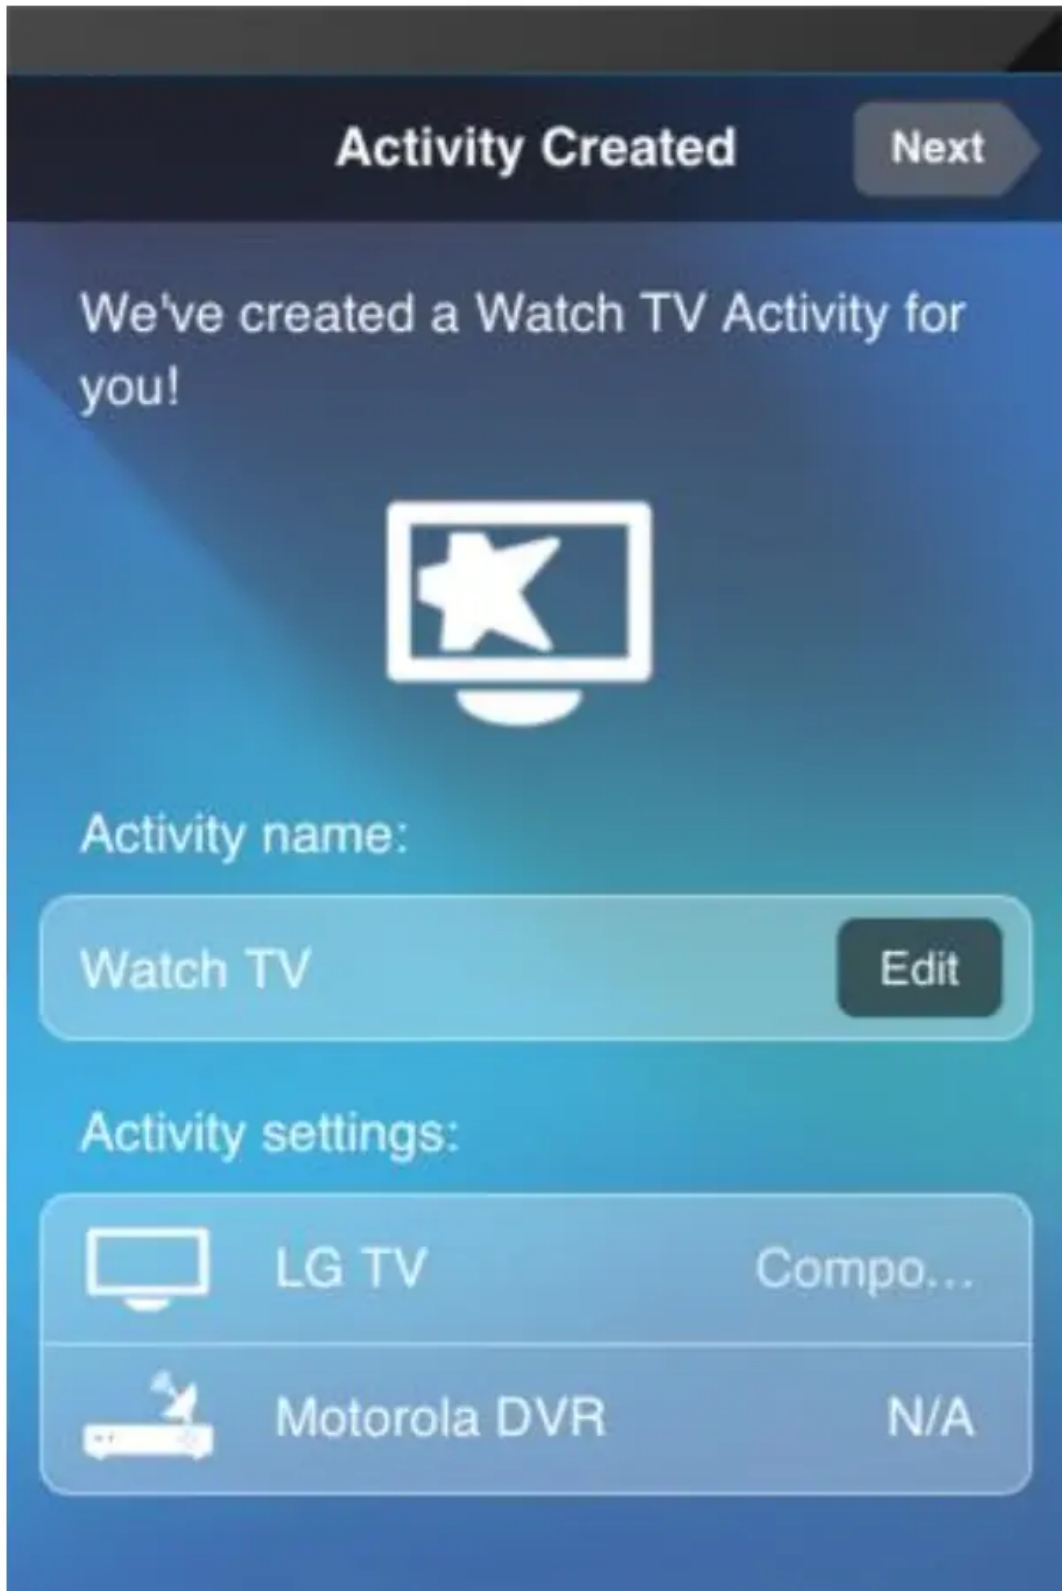 Activity Created
Next
We've created a Watch TV Activity for
you!
Activity name:
Watch TV
Edit
Activity settings:
LG TV
Compo...
Motorola DVR
N/A